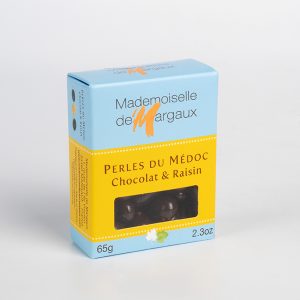 Mademoiselle
de Margaux
PERLES DU MÉDOC
Chocolat & Raisin
65g 2.3oz